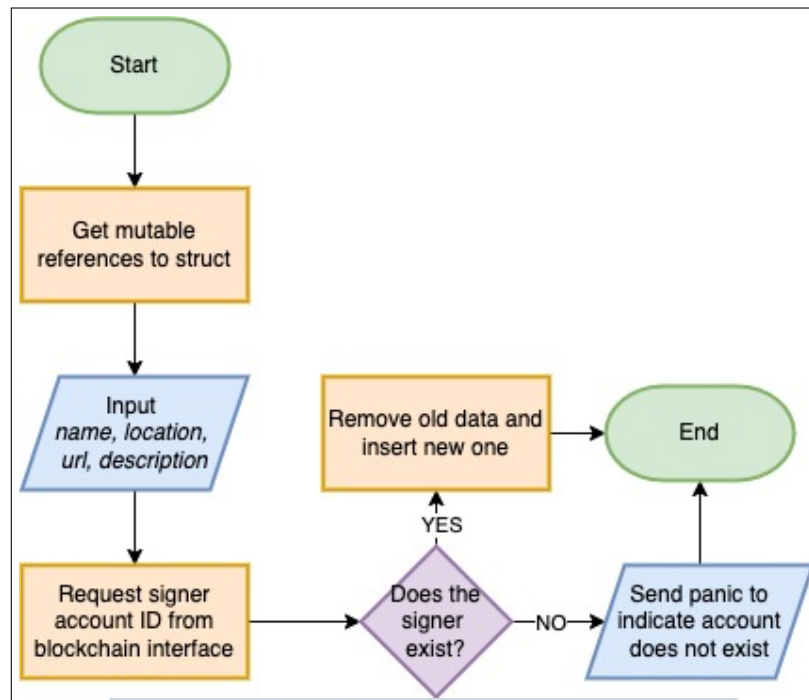 Start
Get mutable
references to struct
Input
name, location,
url, description
Request signer
account ID from
blockchain interface
Does the
signer
exist?
YES
Remove old data and
insert new one
NO
Send panic to
indicate account
does not exist
End